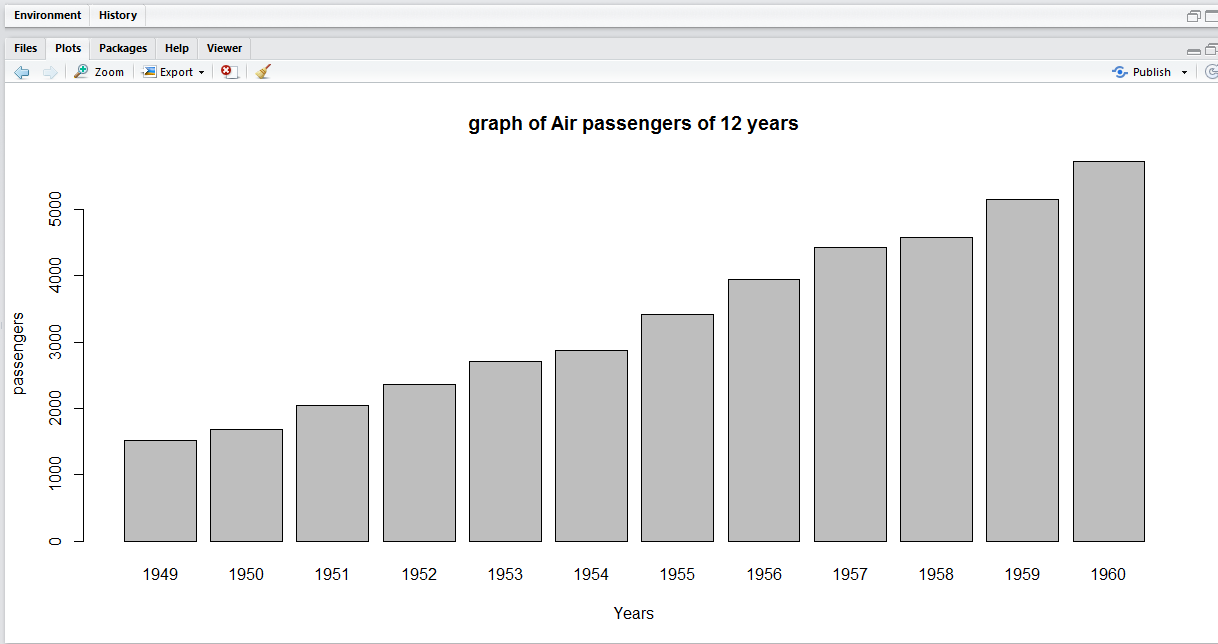 Environment History
Files Plots Packages Help Viewer
Zoom Export Publish
graph of Air passengers of 12 years
passengers
5000
4000
3000
2000
1000
0
1949 1950 1951 1952 1953 1954 1955 1956 1957 1958 1959 1960
Years